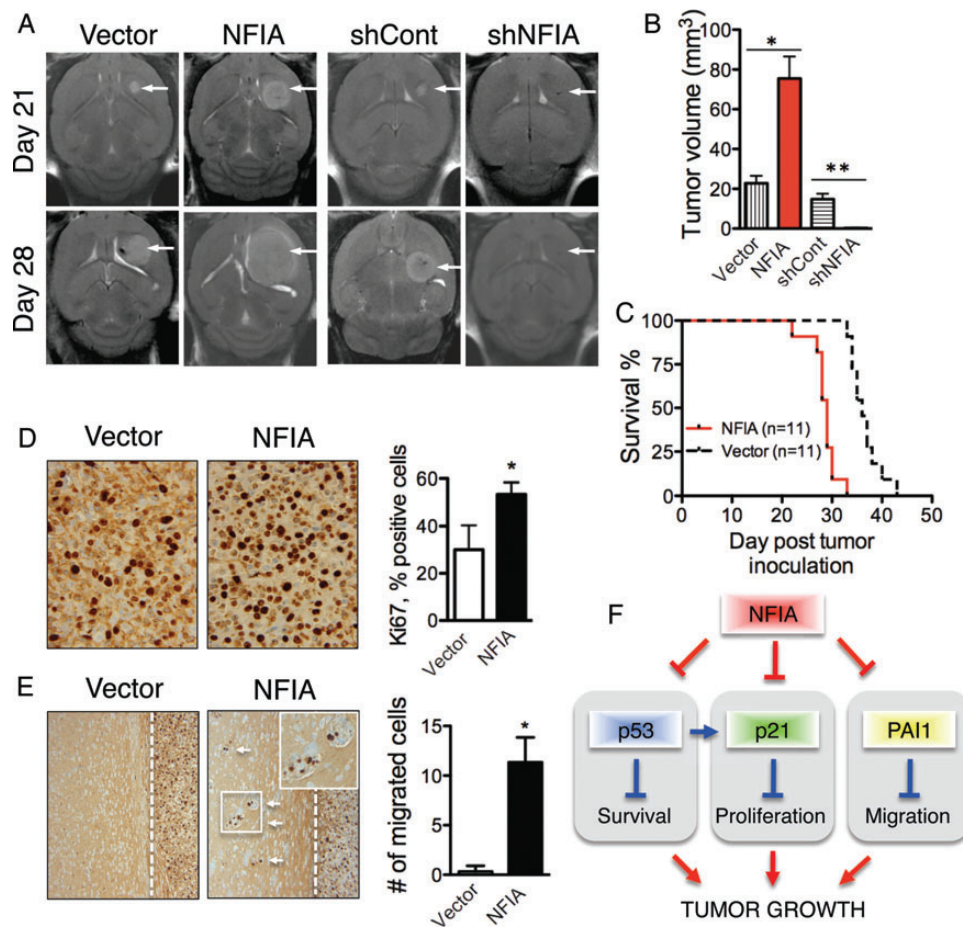 A
Vector
NFIA
shCont
shNFIA
Day 21
Day 28
B
Tumor volume (mm³)
100
80
60
40
20
0
*
**
Vector
NFIA
shCont
shNFIA
C
Survival %
100
75
50
25
0
NFIA (n=11)
Vector (n=11)
0 10 20 30 40 50
Day post tumor
inoculation
D
Vector
NFIA
Ki67, % positive cells
60
40
20
0
*
Vector
NFIA
E
Vector
NFIA
# of migrated cells
15
10
5
0
*
Vector
NFIA
F
NFIA
p53
p21
PAI1
Survival
Proliferation
Migration
TUMOR GROWTH